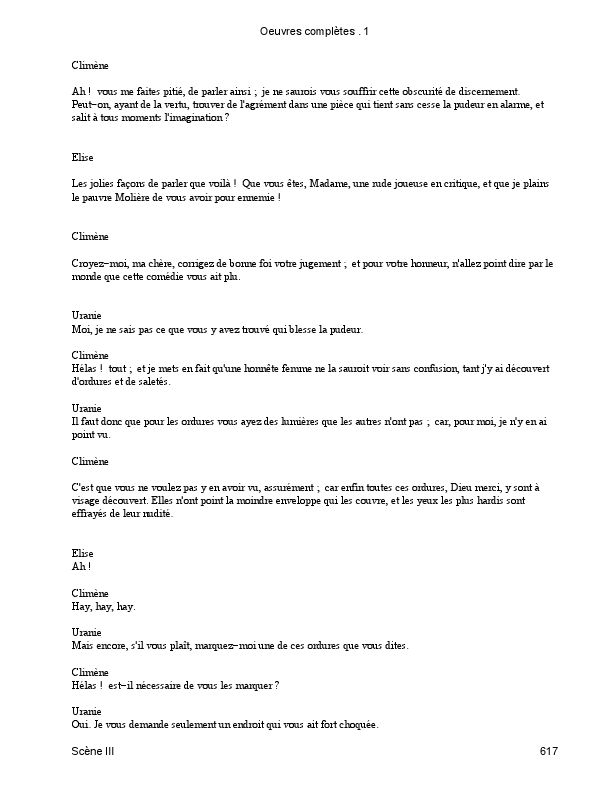 Oeuvres complètes . 1
Climène
Ah ! vous me faites pitié, de parler ainsi ; je ne saurois vous souffrir cette obscurité de discernement.
Peut−on, ayant de la vertu, trouver de l'agrément dans une pièce qui tient sans cesse la pudeur en alarme, et
salit à tous moments l'imagination ?
Elise
Les jolies façons de parler que voilà ! Que vous êtes, Madame, une rude joueuse en critique, et que je plains
le pauvre Molière de vous avoir pour ennemie !
Climène
Croyez−moi, ma chère, corrigez de bonne foi votre jugement ; et pour votre honneur, n'allez point dire par le
monde que cette comédie vous ait plu.
Uranie
Moi, je ne sais pas ce que vous y avez trouvé qui blesse la pudeur.
Climène
Hélas ! tout ; et je mets en fait qu'une honnête femme ne la sauroit voir sans confusion, tant j'y ai découvert
d'ordures et de saletés.
Uranie
Il faut donc que pour les ordures vous ayez des lumières que les autres n'ont pas ; car, pour moi, je n'y en ai
point vu.
Climène
C'est que vous ne voulez pas y en avoir vu, assurément ; car enfin toutes ces ordures, Dieu merci, y sont à
visage découvert. Elles n'ont point la moindre enveloppe qui les couvre, et les yeux les plus hardis sont
effrayés de leur nudité.
Elise
Ah !
Climène
Hay, hay, hay.
Uranie
Mais encore, s'il vous plaît, marquez−moi une de ces ordures que vous dites.
Climène
Hélas ! est−il nécessaire de vous les marquer ?
Uranie
Oui. Je vous demande seulement un endroit qui vous ait fort choquée.
Scène III 617